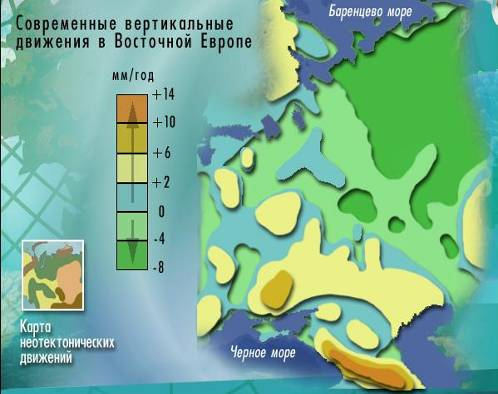 Современные вертикальные
движения в Восточной Европе
Баренцево море
мм/год
+14
+10
+6
+2
0
-4
-8
Карта
неотектонических
движений
Черное море